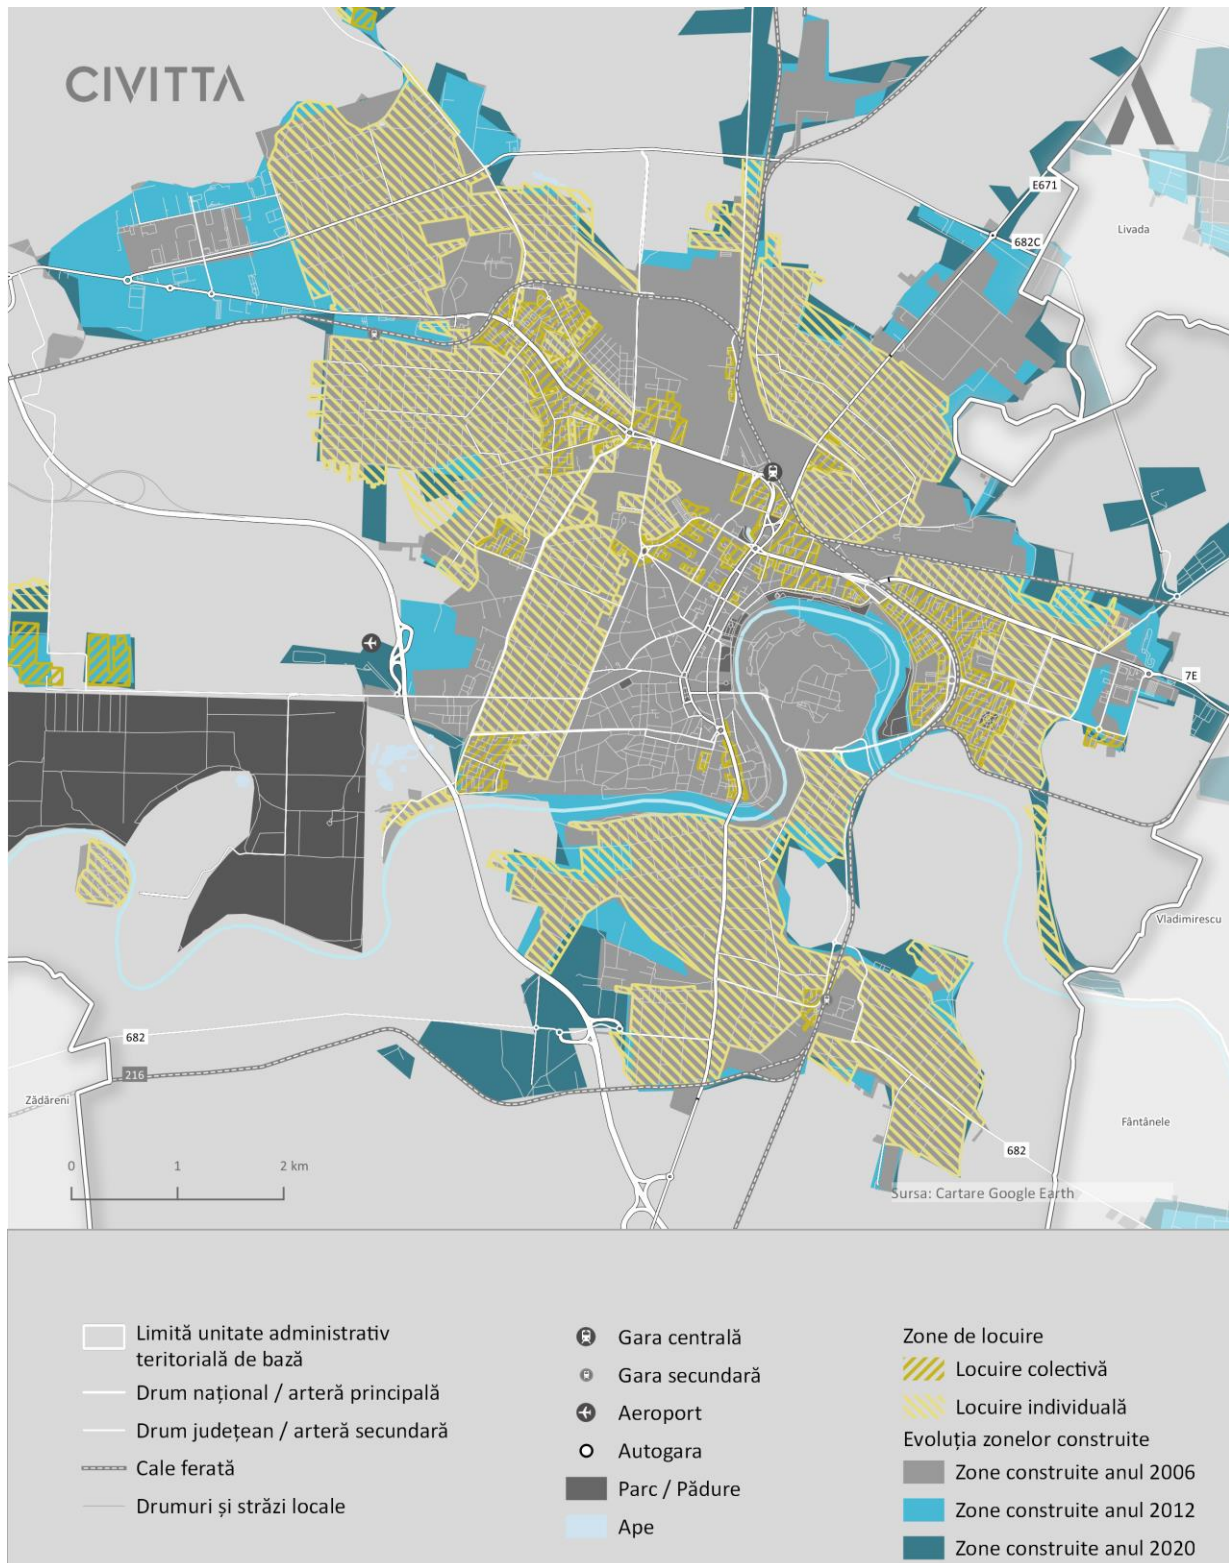 CIVITTA
E671
Livada
682C
7E
Vladimirescu
682
216
Zădăreni
Fântânele
682
0 1 2 km
Sursa: Cartare Google Earth
Limită unitate administrativ
teritorială de bază
Drum național / arteră principală
Drum județean / arteră secundară
Cale ferată
Drumuri și străzi locale
Gara centrală
Gara secundară
Aeroport
Autogara
Parc / Pădure
Ape
Zone de locuire
Locuire colectivă
Locuire individuală
Evoluția zonelor construite
Zone construite anul 2006
Zone construite anul 2012
Zone construite anul 2020